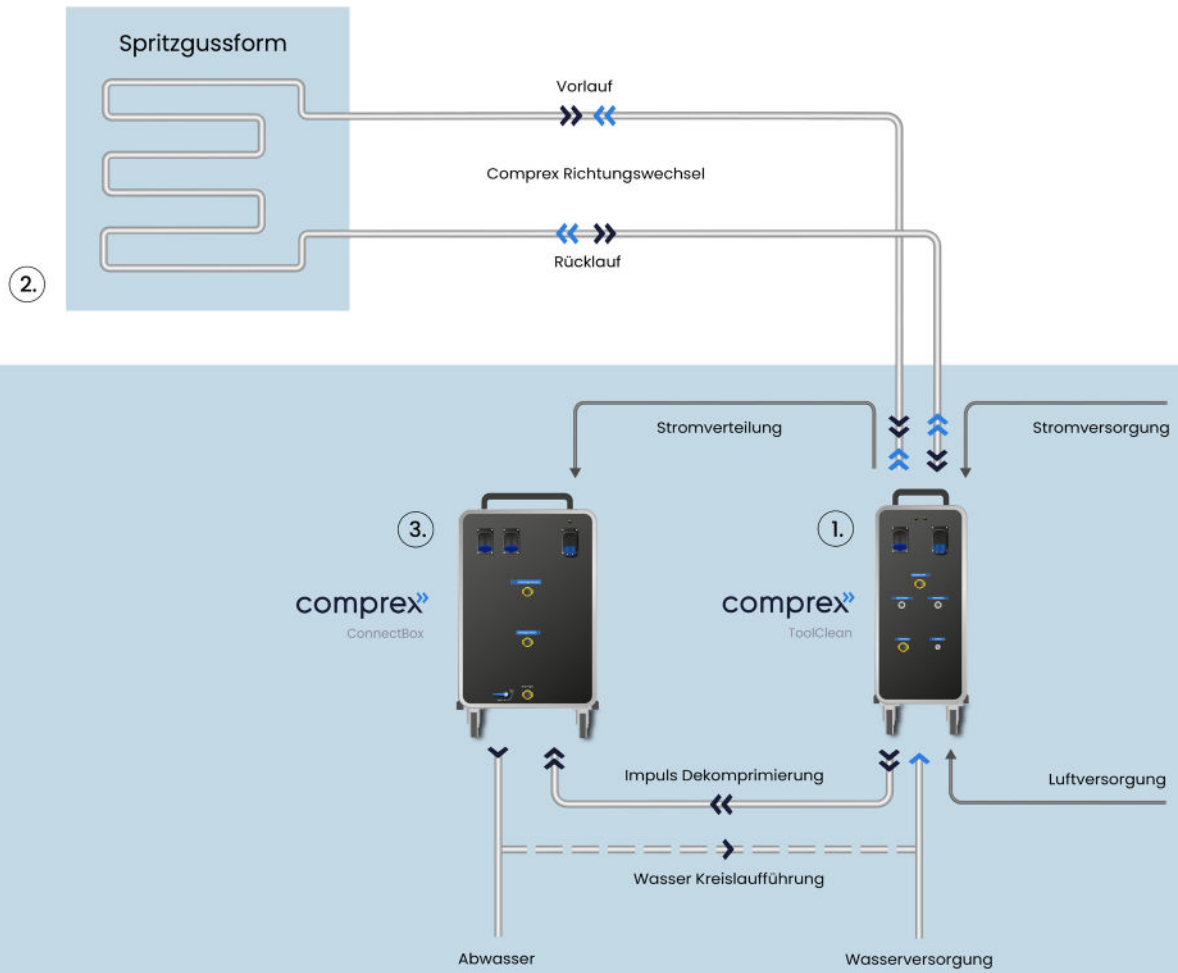 Spritzgussform
Vorlauf
Comprex Richtungswechsel
Rücklauf
2.
Stromverteilung
Stromversorgung
3.
1.
comprex
ConnectBox
comprex
ToolClean
Impuls Dekomprimierung
Luftversorgung
Wasser Kreislaufführung
Abwasser
Wasserversorgung